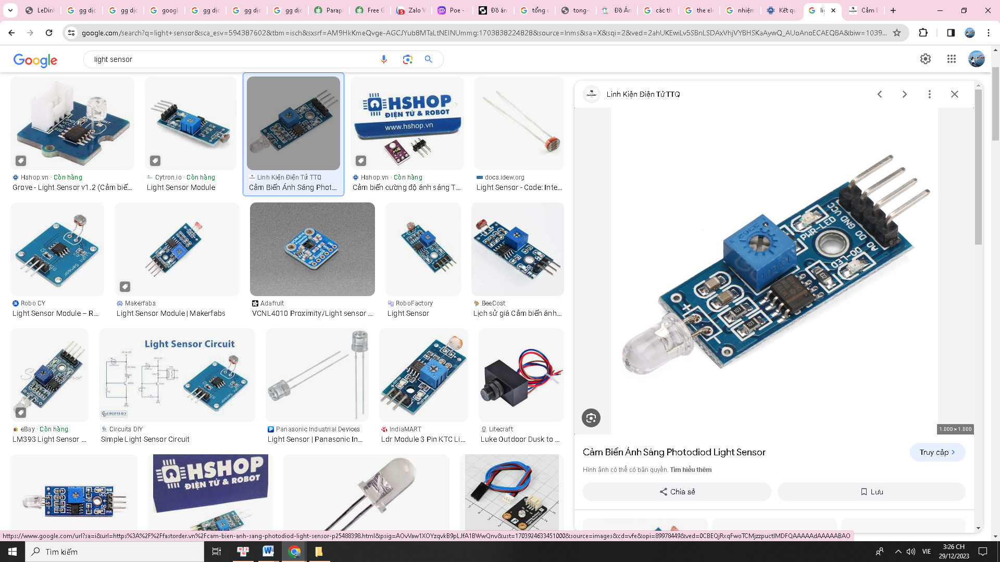 LeDinh
gg dịc
gg dịc
googl
gg dịc
gg dịc
gg dịc
Parap
Free G
Zalo V
Poe -
Đồ án
tổng c
tong-
Đồ Án
các th
the ele
nhiệm
Kết qu
lig
Cảm B
google.com/search?q=light+sensor&sca_esv=594387602&tbm=isch&sxsrf=AM9HkKmeQvge-AGCJYub8MTaLtNEINUmmg:1703838224828&source=lnms&sa=X&sqi=2&ved=2ahUKEwiLv5SBnLSDAxVhjVYBHSKaAywQ_AUoAnoECAEQBA&biw=1039...
Google
light sensor
HSHOP
ĐIỆN TỬ & ROBOT
www.hshop.vn
Hshop.vn · Còn hàng
Grove - Light Sensor v1.2 (Cảm biế...
Cytron.io · Còn hàng
Light Sensor Module
Linh Kiện Điện Tử TTQ
Cảm Biến Ánh Sáng Phot...
Hshop.vn · Còn hàng
Cảm biến cường độ ánh sáng T...
docs.idew.org
Light Sensor - Code: Inte...
Robo CY
Light Sensor Module – R...
Makerfabs
Light Sensor Module | Makerfabs
Adafruit
VCNL4010 Proximity/Light sensor ...
RoboFactory
Light Sensor
BeeCost
Lịch sử giá Cảm biến ánh...
Light Sensor Circuit
CIRCUITS DIY
eBay · Còn hàng
LM393 Light Sensor ...
Circuits DIY
Simple Light Sensor Circuit
Panasonic Industrial Devices
Light Sensor | Panasonic In...
IndiaMART
Ldr Module 3 Pin KTC Li...
Litecraft
Luke Outdoor Dusk to ...
HSHOP
ĐIỆN TỬ & ROBOT
Linh Kiện Điện Tử TTQ
VCC
GND
DO
AO
PWR-LED
DO-LED
103
103
1.000 × 1.000
Cảm Biến Ánh Sáng Photodiod Light Sensor
Truy cập
Hình ảnh có thể có bản quyền. Tìm hiểu thêm
Chia sẻ
Lưu
https://www.google.com/url?sa=i&url=https%3A%2F%2Ffastorder.vn%2Fcam-bien-anh-sang-photodiod-light-sensor-p25488398.html&psig=AOvVaw1XOYzqvkB9pLJfA1BWwQnv&ust=1703924633451000&source=images&cd=vfe&opi=89978449&ved=0CBEQjRxqFwoTCMjzzpuctIMDFQAAAAAdAAAAABAO
Tìm kiếm
VIE
3:26 CH
29/12/2023